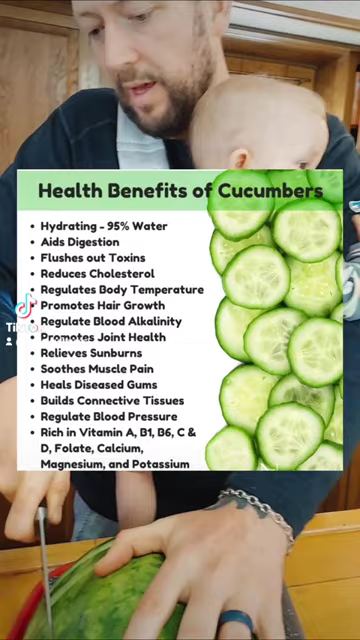 Health Benefits of Cucumbers
• Hydrating - 95% Water
• Aids Digestion
• Flushes out Toxins
• Reduces Cholesterol
• Regulates Body Temperature
• Promotes Hair Growth
• Regulate Blood Alkalinity
• Promotes Joint Health
• Relieves Sunburns
• Soothes Muscle Pain
• Heals Diseased Gums
• Builds Connective Tissues
• Regulate Blood Pressure
• Rich in Vitamin A, B1, B6, C &
D, Folate, Calcium,
Magnesium, and Potassium